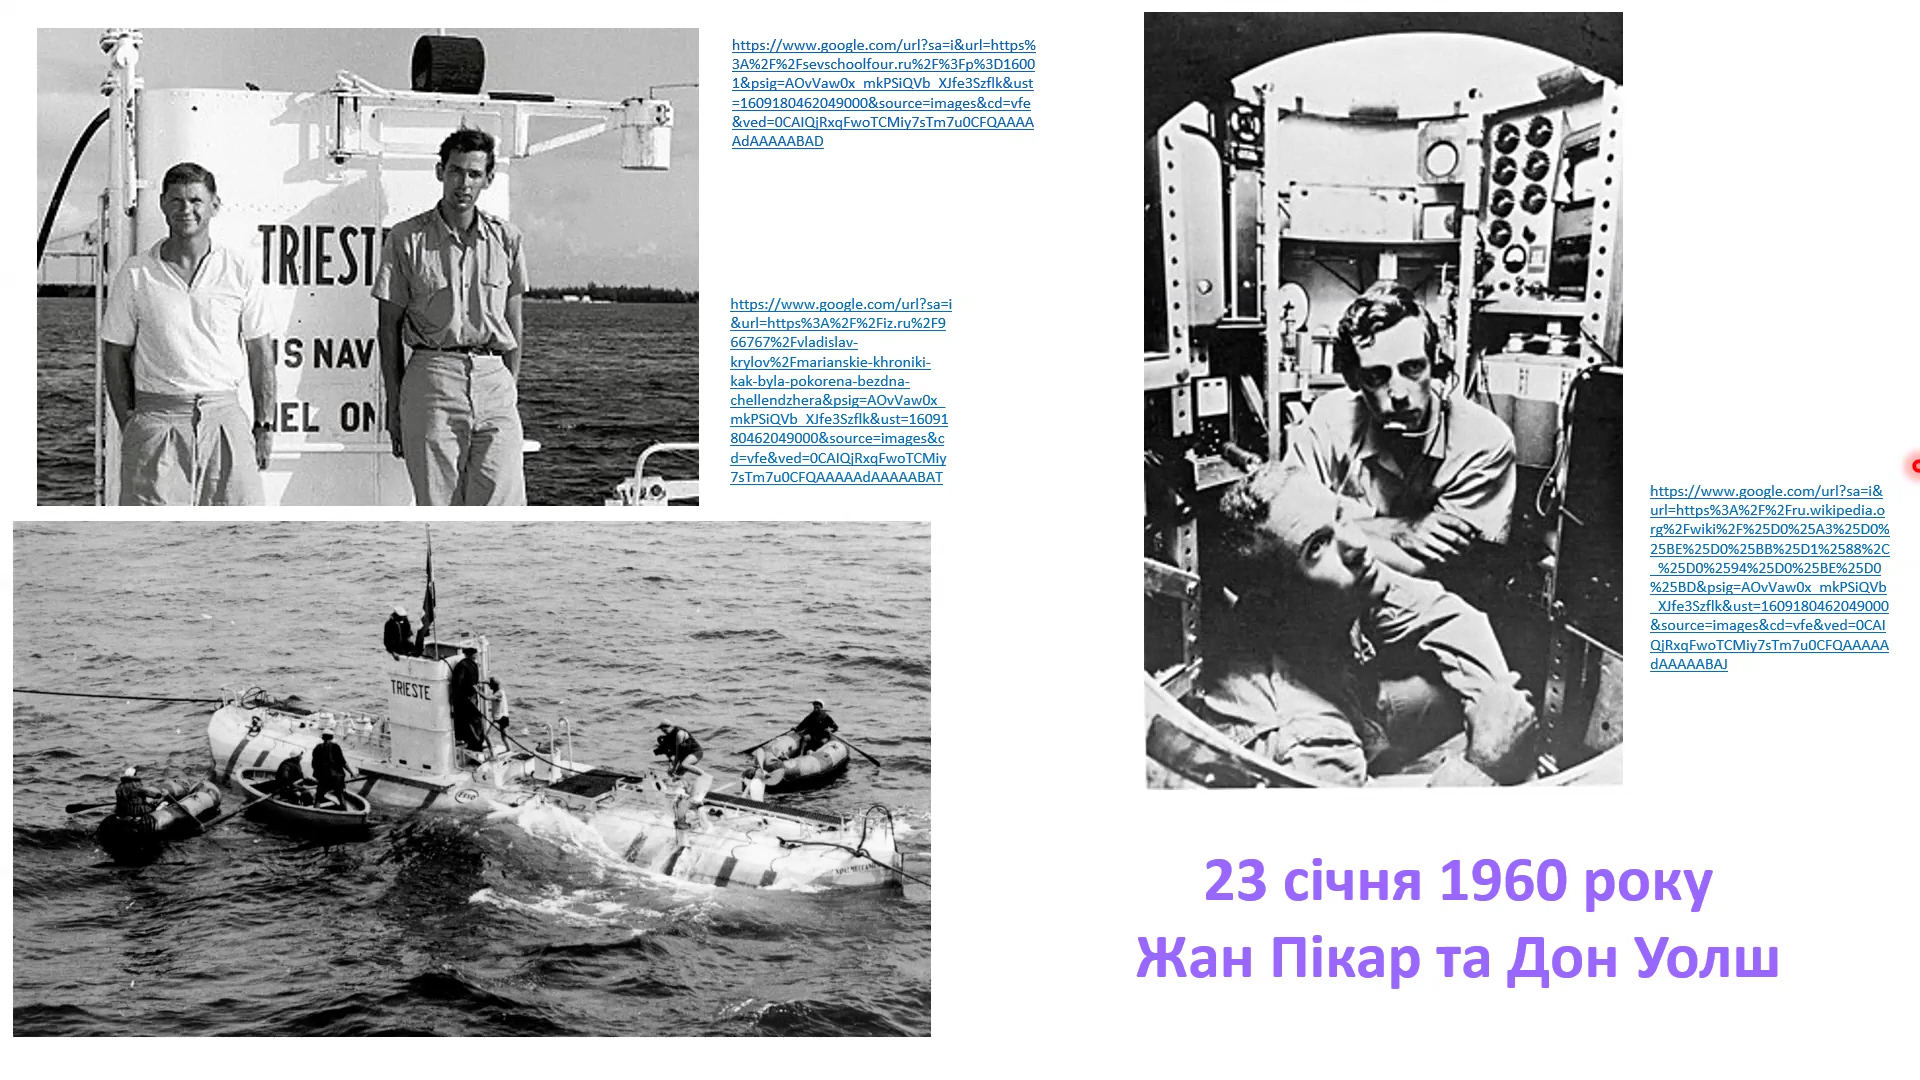 TRIEST
US NAV
NEL ON
https://www.google.com/url?sa=i&url=https%
3A%2F%2Fsevschoolfour.ru%2F%3Fp%3D1600
1&psig=AOvVaw0x_mkPSiQVb_XJfe3Szflk&ust
=1609180462049000&source=images&cd=vfe
&ved=0CAIQjRxqFwoTCMiy7sTm7u0CFQAAAA
AdAAAAABAD
https://www.google.com/url?sa=i
&url=https%3A%2F%2Fiz.ru%2F9
66767%2Fvladislav-
krylov%2Fmarianskie-khroniki-
kak-byla-pokorena-bezdna-
chellendzhera&psig=AOvVaw0x_
mkPSiQVb_XJfe3Szflk&ust=16091
80462049000&source=images&c
d=vfe&ved=0CAIQjRxqFwoTCMiy
7sTm7u0CFQAAAAAdAAAAABAT
TRIESTE
ESSO
https://www.google.com/url?sa=i&
url=https%3A%2F%2Fru.wikipedia.o
rg%2Fwiki%2F%25D0%25A3%25D0%
25BE%25D0%25BB%25D1%2588%2C
_%25D0%2594%25D0%25BE%25D0
%25BD&psig=AOvVaw0x_mkPSiQVb
_XJfe3Szflk&ust=1609180462049000
&source=images&cd=vfe&ved=0CAI
QjRxqFwoTCMiy7sTm7u0CFQAAAAA
dAAAAABAJ
23 січня 1960 року
Жан Пікар та Дон Уолш